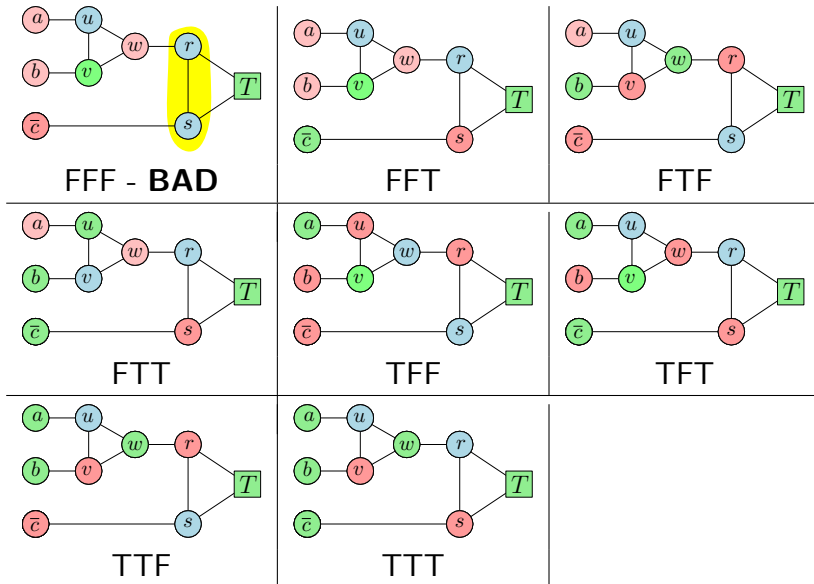 a u w r T
b v
c̅ s
FFF - BAD
a u w r T
b v
c̅ s
FFT
a u w r T
b v
c̅ s
FTF
a u w r T
b v
c̅ s
FTT
a u w r T
b v
c̅ s
TFF
a u w r T
b v
c̅ s
TFT
a u w r T
b v
c̅ s
TTF
a u w r T
b v
c̅ s
TTT